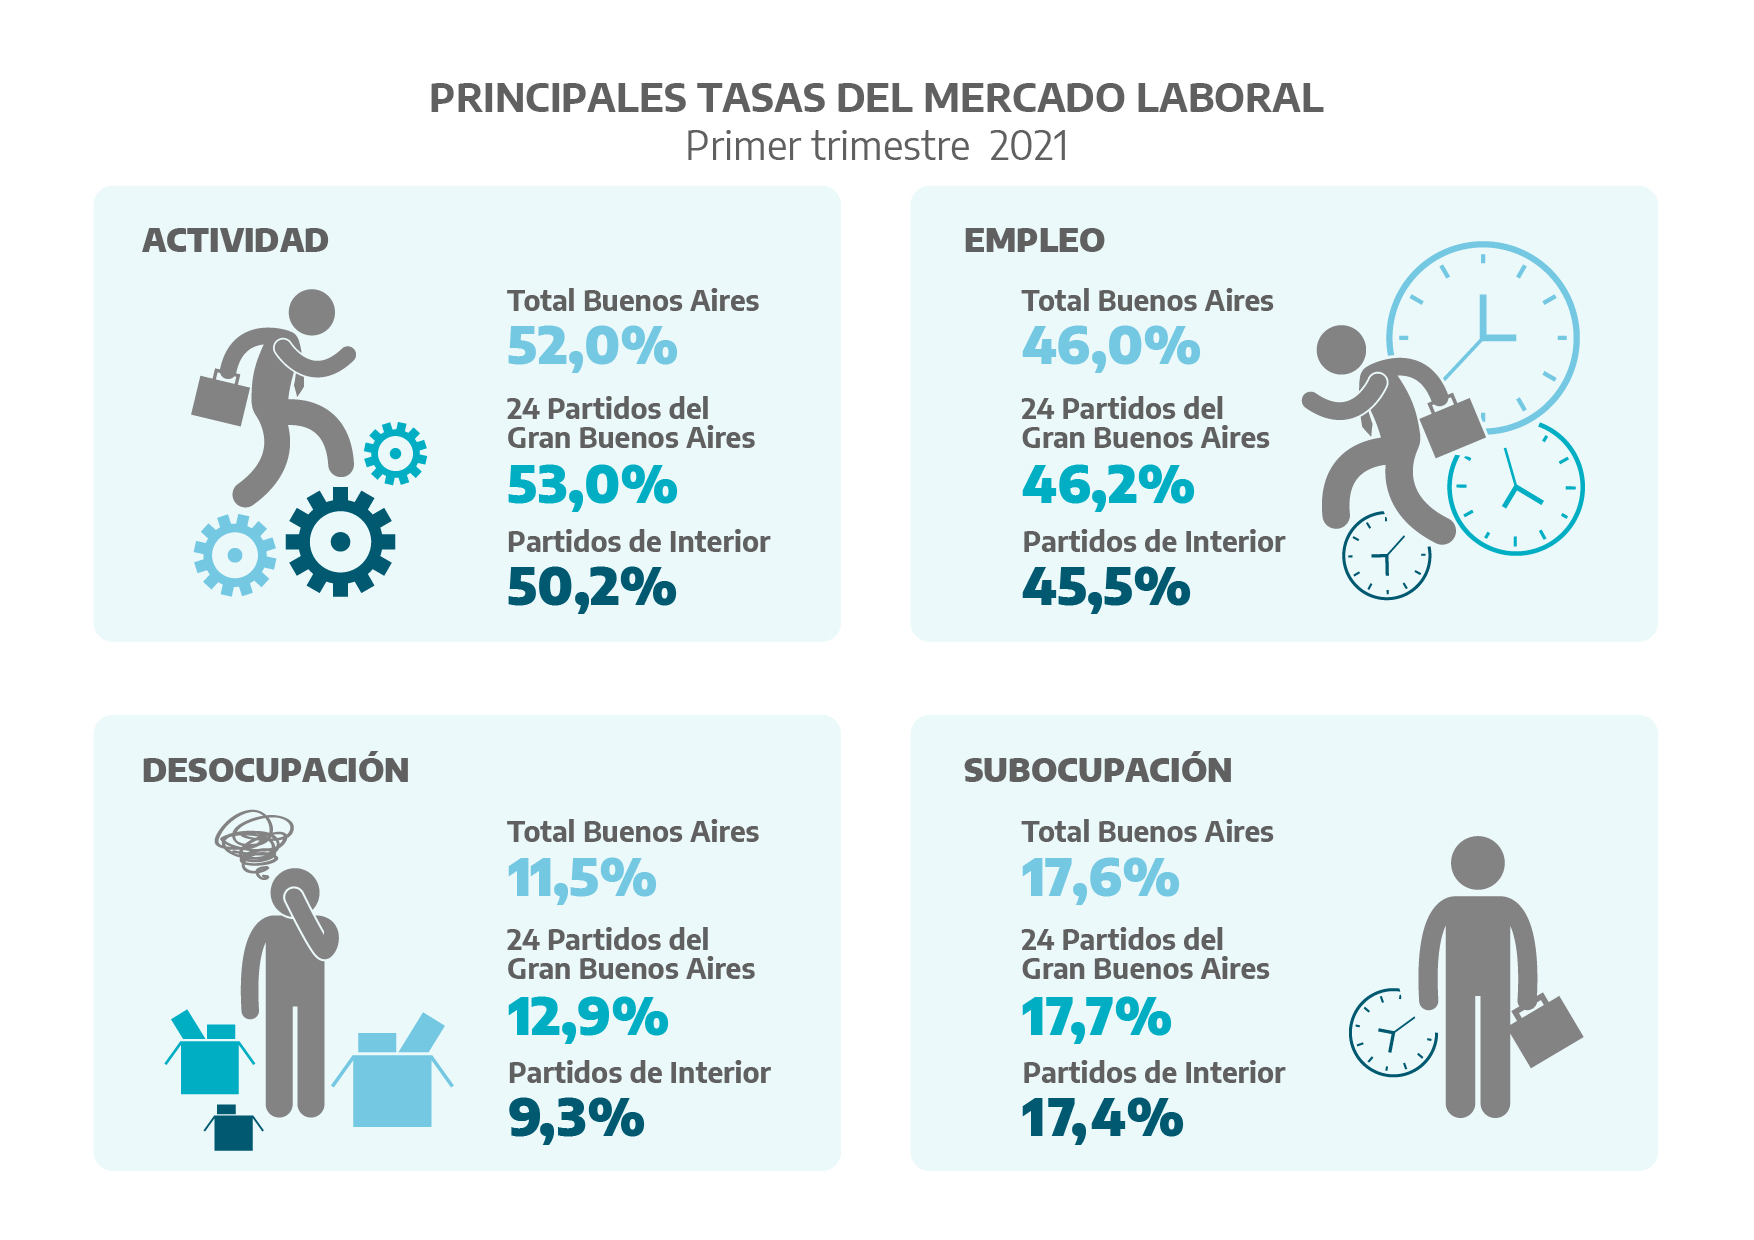 PRINCIPALES TASAS DEL MERCADO LABORAL
Primer trimestre 2021
ACTIVIDAD
Total Buenos Aires
52,0%
24 Partidos del
Gran Buenos Aires
53,0%
Partidos de Interior
50,2%
EMPLEO
Total Buenos Aires
46,0%
24 Partidos del
Gran Buenos Aires
46,2%
Partidos de Interior
45,5%
DESOCUPACIÓN
Total Buenos Aires
11,5%
24 Partidos del
Gran Buenos Aires
12,9%
Partidos de Interior
9,3%
SUBOCUPACIÓN
Total Buenos Aires
17,6%
24 Partidos del
Gran Buenos Aires
17,7%
Partidos de Interior
17,4%